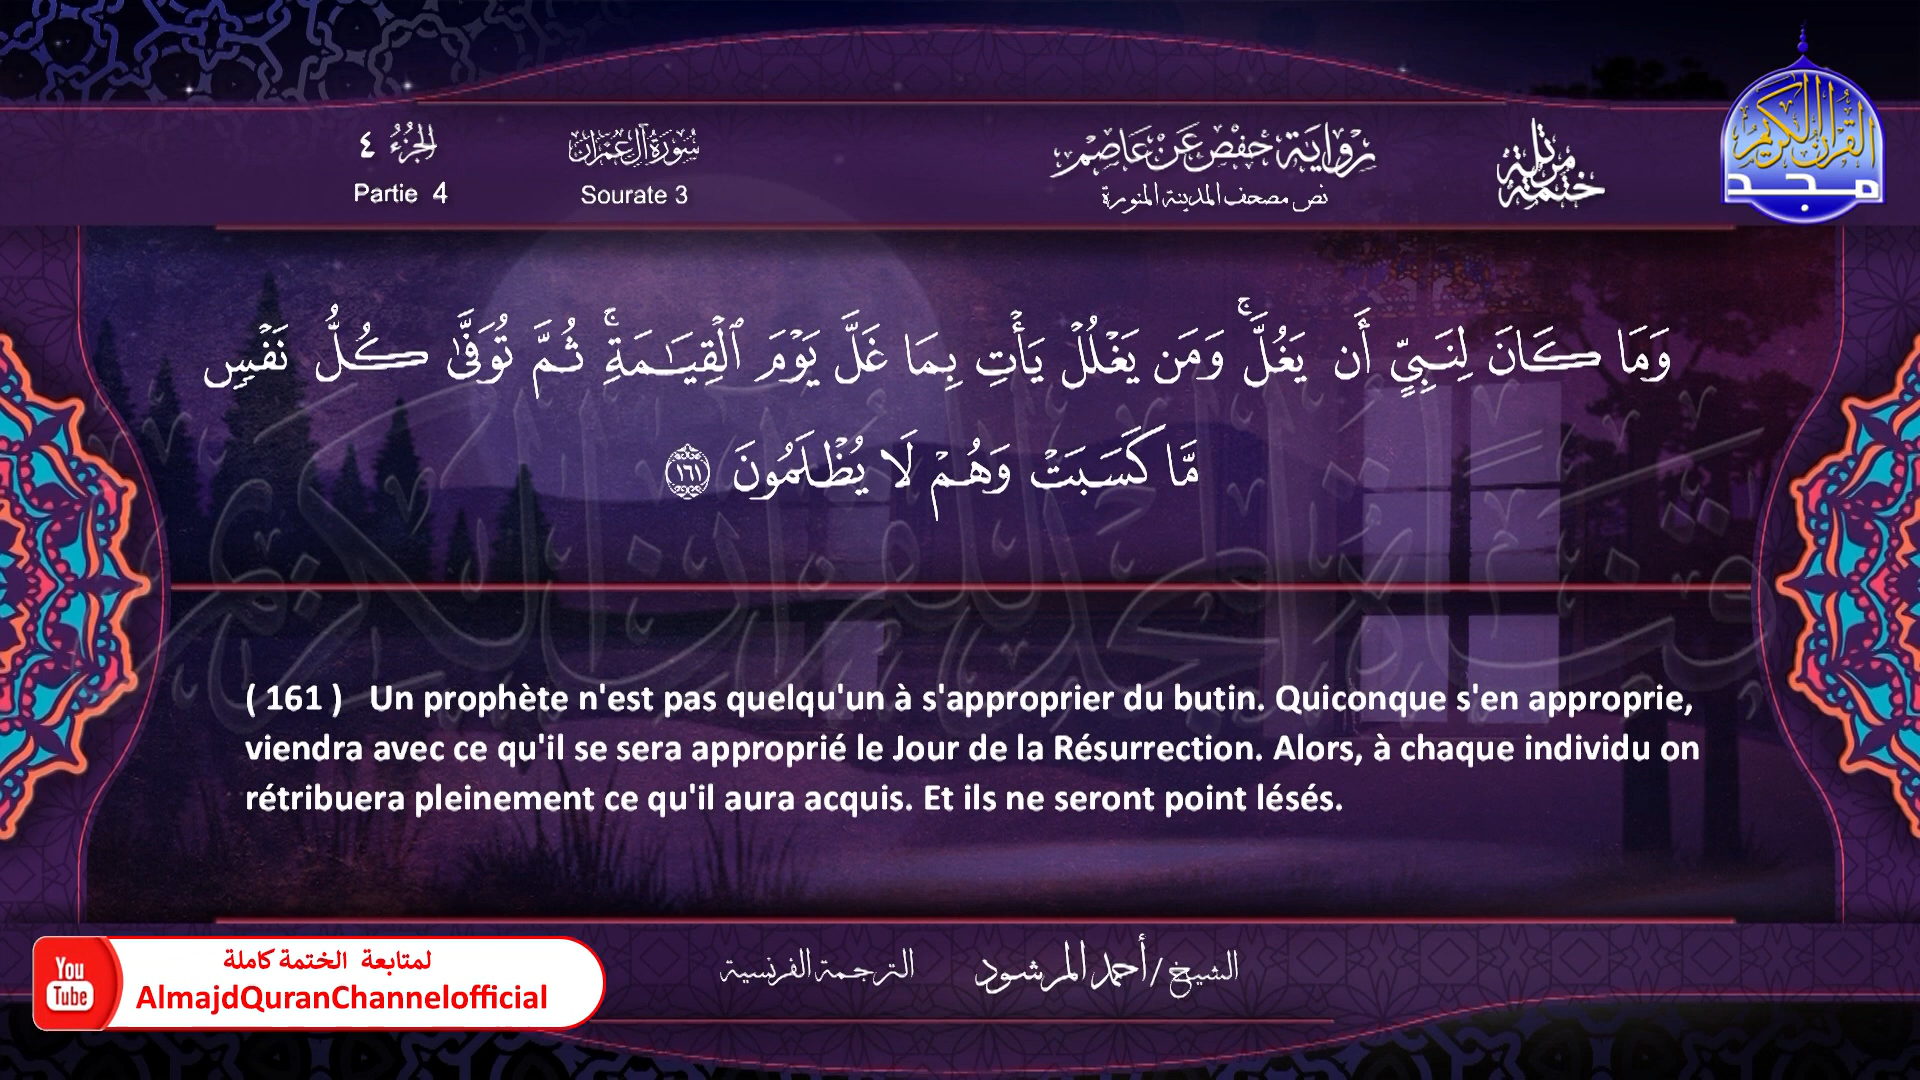 الجزء ٤
Partie 4
سورة آل عمران
Sourate 3
رواية حفص عن عاصم
نص مصحف المدينة المنورة
ختمة مرتلة
القرآن الكريم
مجد
وَمَا كَانَ لِنَبِيٍّ أَن يَغُلَّۚ وَمَن يَغۡلُلۡ يَأۡتِ بِمَا غَلَّ يَوۡمَ ٱلۡقِيَٰمَةِۚ ثُمَّ تُوَفَّىٰ كُلُّ نَفۡسٖ
مَّا كَسَبَتۡ وَهُمۡ لَا يُظۡلَمُونَ ١٦١
قناة المجد للقرآن الكريم
( 161 ) Un prophète n'est pas quelqu'un à s'approprier du butin. Quiconque s'en approprie,
viendra avec ce qu'il se sera approprié le Jour de la Résurrection. Alors, à chaque individu on
rétribuera pleinement ce qu'il aura acquis. Et ils ne seront point lésés.
You
Tube
لمتابعة الختمة كاملة
AlmajdQuranChannelofficial
الشيخ / أحمد المرشود
الترجمة الفرنسية